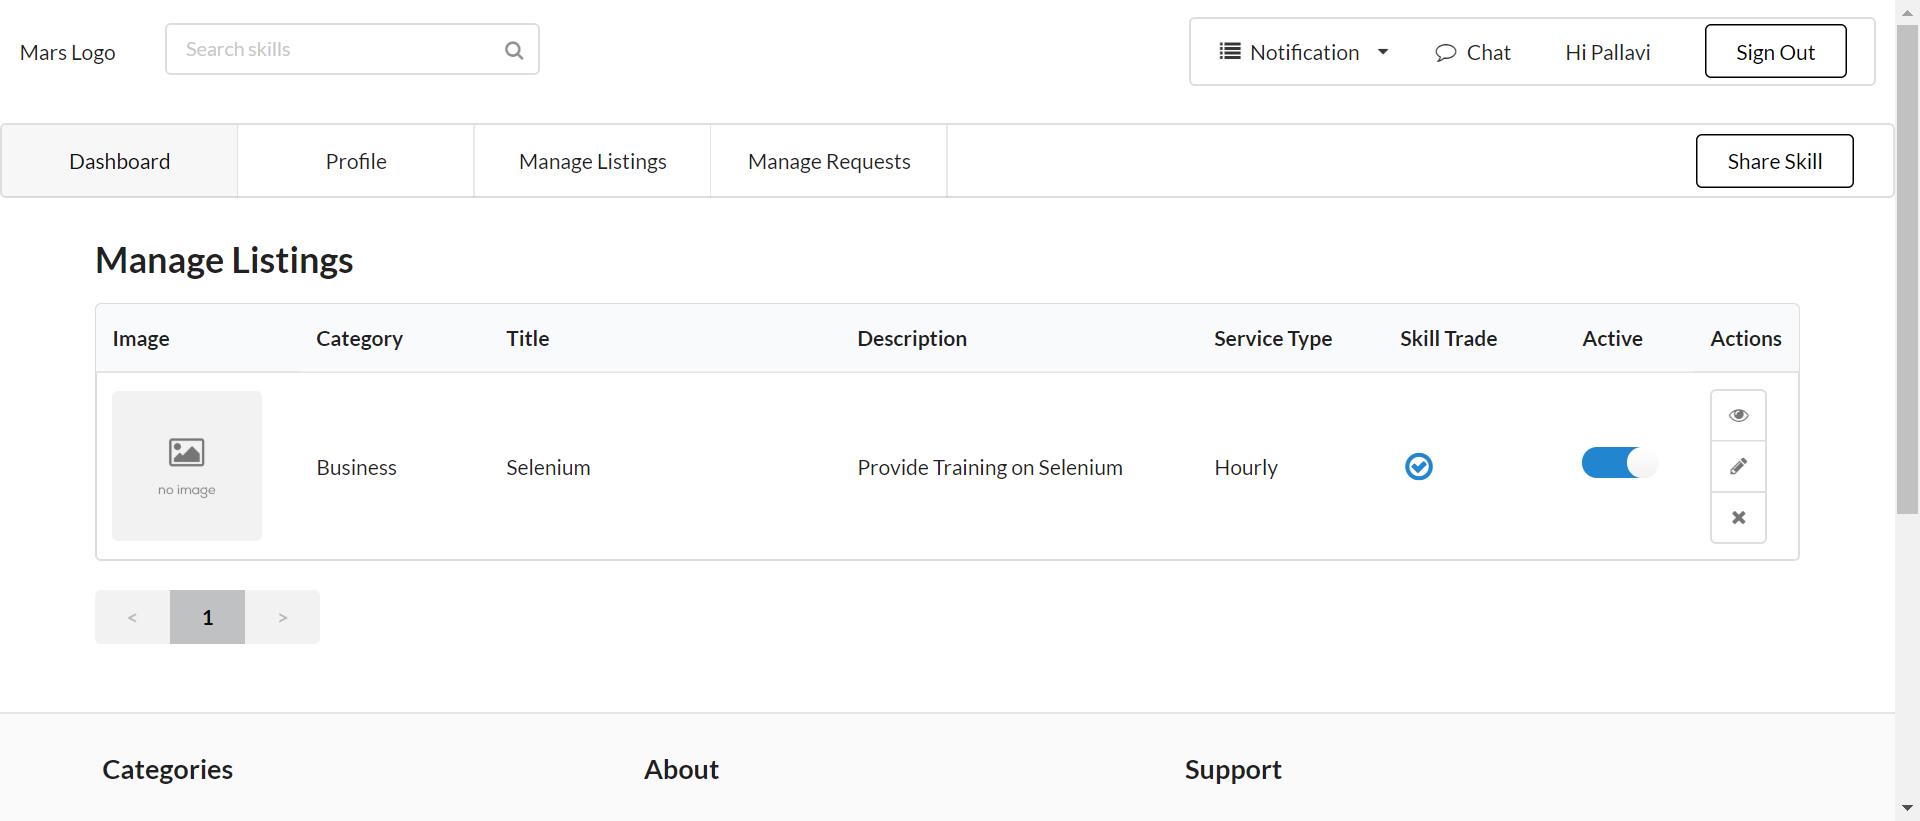 Mars Logo
Search skills
Notification
Chat
Hi Pallavi
Sign Out
Dashboard
Profile
Manage Listings
Manage Requests
Share Skill
Manage Listings
Image Category Title Description Service Type Skill Trade Active Actions
no image
Business Selenium Provide Training on Selenium Hourly
< 1 >
Categories About Support